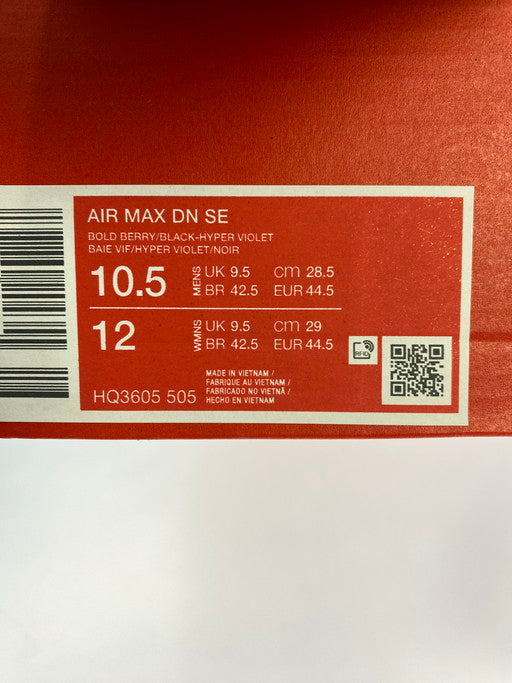 AIR MAX DN SE
BOLD BERRY/BLACK-HYPER VIOLET
BAIE VIF/HYPER VIOLET/NOIR
10.5 MENS UK 9.5 CM 28.5
BR 42.5 EUR 44.5
12 WMNS UK 9.5 CM 29
BR 42.5 EUR 44.5
RFID
HQ3605 505
MADE IN VIETNAM /
FABRIQUE AU VIETNAM /
FABRICADO NO VIETNÃ /
HECHO EN VIETNAM